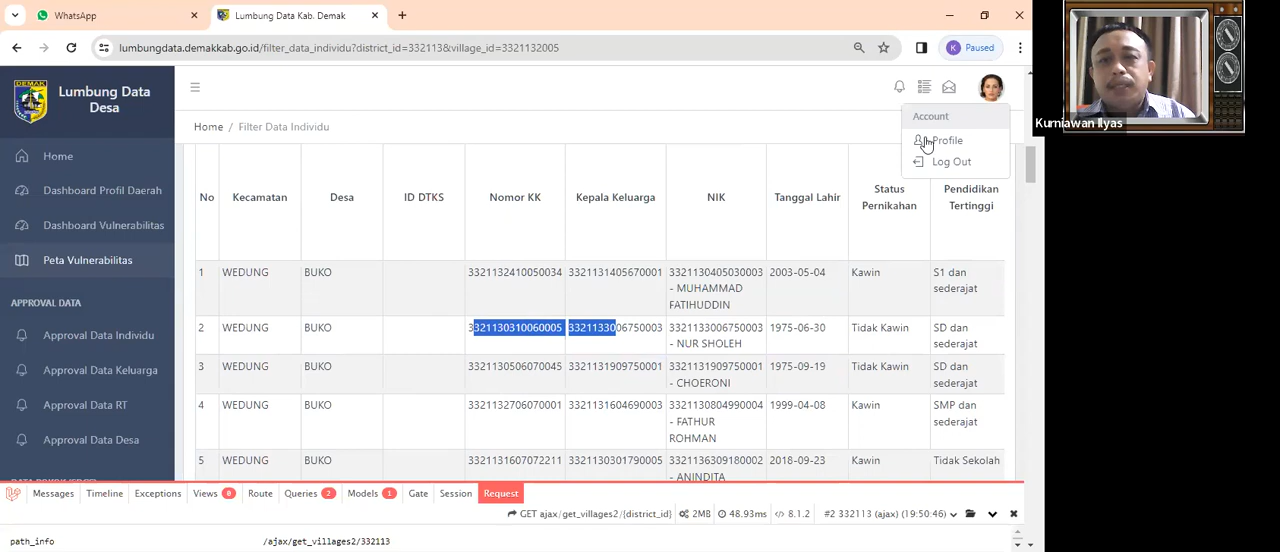 WhatsApp
Lumbung Data Kab. Demak
lumbungdata.demakkab.go.id/filter_data_individu?district_id=332113&village_id=3321132005
K Paused
DEMAK
Lumbung Data
Desa
Home
Dashboard Profil Daerah
Dashboard Vulnerabilitas
Peta Vulnerabilitas
APPROVAL DATA
Approval Data Individu
Approval Data Keluarga
Approval Data RT
Approval Data Desa
Home / Filter Data Individu
Account
Profile
Log Out
Kurniawan Ilyas
No Kecamatan Desa ID DTKS Nomor KK Kepala Keluarga NIK Tanggal Lahir Status Pernikahan Pendidikan Tertinggi
1 WEDUNG BUKO 3321132410050034 3321131405670001 3321130405030003 2003-05-04 Kawin S1 dan
- MUHAMMAD sederajat
FATIHUDDIN
2 WEDUNG BUKO 3321130310060005 3321133006750003 3321133006750003 1975-06-30 Tidak Kawin SD dan
- NUR SHOLEH sederajat
3 WEDUNG BUKO 3321130506070045 3321131909750001 3321131909750001 1975-09-19 Tidak Kawin SD dan
- CHOERONI sederajat
4 WEDUNG BUKO 3321132706070001 3321131604690003 3321130804990004 1999-04-08 Kawin SMP dan
- FATHUR sederajat
ROHMAN
5 WEDUNG BUKO 3321131607072211 3321130301790005 3321136309180002 2018-09-23 Kawin Tidak Sekolah
- ANINDITA
Messages Timeline Exceptions Views 0 Route Queries 2 Models 1 Gate Session Request
GET ajax/get_villages2/{district_id} 2MB 48.93ms 8.1.2 #2 332113 (ajax) (19:50:46)
path_info /ajax/get_villages2/332113